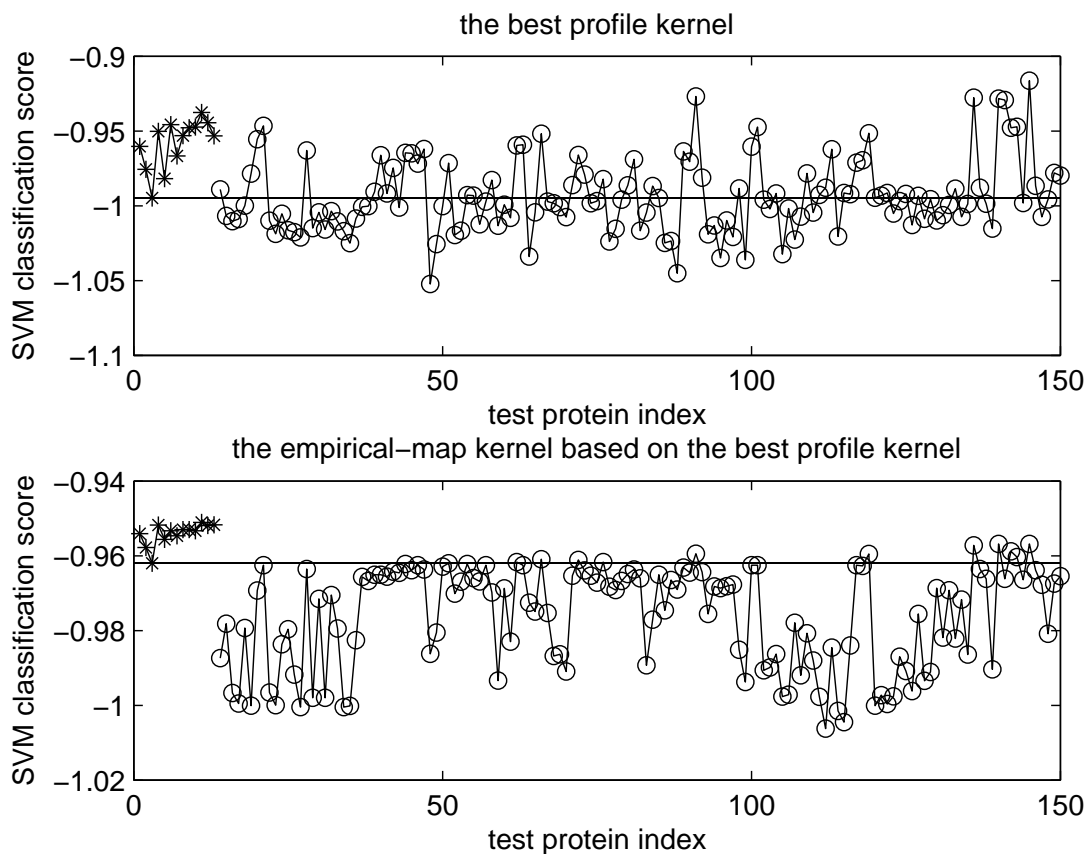 the best profile kernel
−0.9
−0.95
−1
−1.05
−1.1
SVM classification score
0 50 100 150
test protein index
the empirical−map kernel based on the best profile kernel
−0.94
−0.96
−0.98
−1
−1.02
SVM classification score
0 50 100 150
test protein index